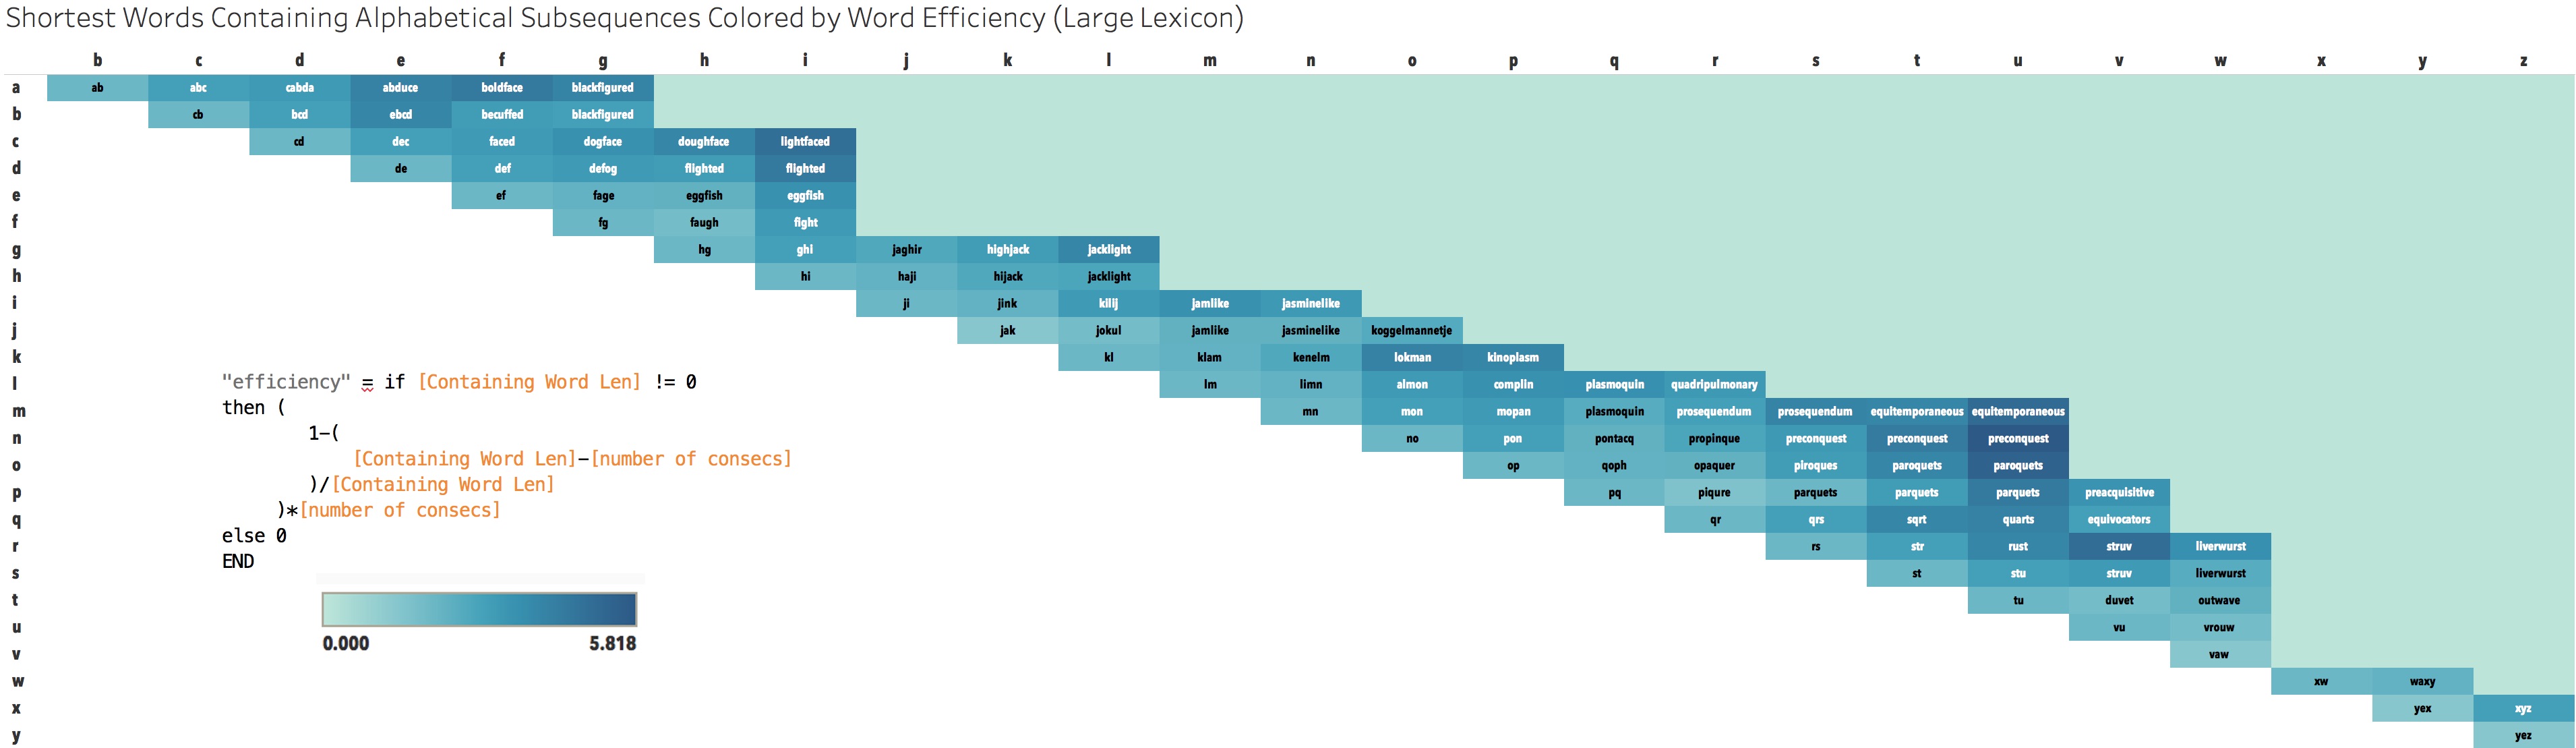 Shortest Words Containing Alphabetical Subsequences Colored by Word Efficiency (Large Lexicon)
b c d e f g h i j k l m n o p q r s t u v w x y z
a ab abc cabda abduce boldface blackfigured
b cb bcd ebcd becuffed blackfigured
c cd dec faced dogface doughface lightfaced
d de def defog flighted flighted
e ef fage eggfish eggfish
f fg faugh fight
g hg ghi jaghir highjack jacklight
h hi haji hijack jacklight
i ji jink kilij jamlike jasminelike
j jak jokul jamlike jasminelike koggelmannetje
k kl klam kenelm lokman kinoplasm
l lm limn almon complin plasmoquin quadripulmonary
m mn mon mopan plasmoquin prosequendum prosequendum equitemporaneous equitemporaneous
n no pon pontacq propinque preconquest preconquest preconquest
o op qoph opaquer piroques paroquets paroquets
p pq piqure parquets parquets parquets preacquisitive
q qr qrs sqrt quarts equivocators
r rs str rust struv liverwurst
s st stu struv liverwurst
t tu duvet outwave
u vu vrouw
v vaw
w xw waxy
x yex xyz
y yez
"efficiency" = if [Containing Word Len] != 0
then (
1-(
[Containing Word Len]-[number of consecs]
)/[Containing Word Len]
)*[number of consecs]
else 0
END
0.000 5.818